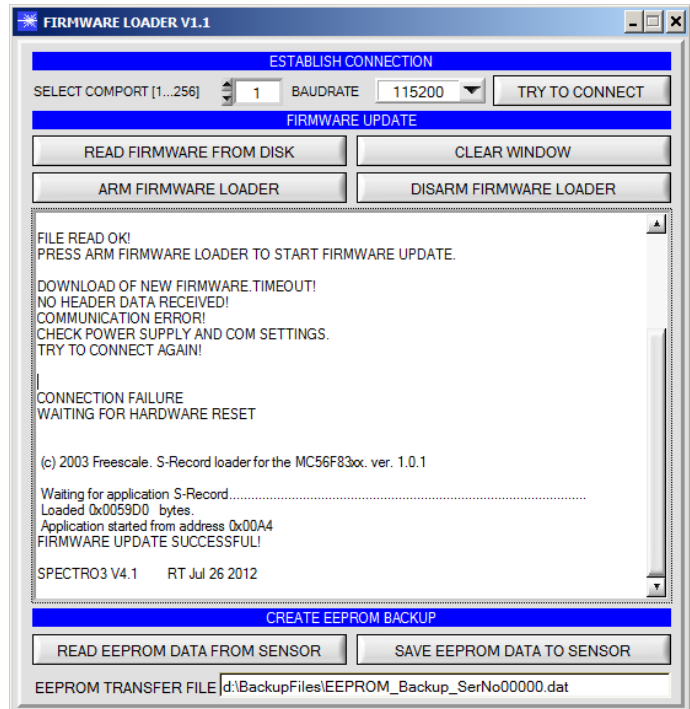 FIRMWARE LOADER V1.1
ESTABLISH CONNECTION
SELECT COMPORT [1...256] 1 BAUDRATE 115200 TRY TO CONNECT
FIRMWARE UPDATE
READ FIRMWARE FROM DISK CLEAR WINDOW
ARM FIRMWARE LOADER DISARM FIRMWARE LOADER
FILE READ OK!
PRESS ARM FIRMWARE LOADER TO START FIRMWARE UPDATE.
DOWNLOAD OF NEW FIRMWARE.TIMEOUT!
NO HEADER DATA RECEIVED!
COMMUNICATION ERROR!
CHECK POWER SUPPLY AND COM SETTINGS.
TRY TO CONNECT AGAIN!
CONNECTION FAILURE
WAITING FOR HARDWARE RESET
(c) 2003 Freescale. S-Record loader for the MC56F83xx. ver. 1.0.1
Waiting for application S-Record..............................................................................................
Loaded 0x0059D0 bytes.
Application started from address 0x00A4
FIRMWARE UPDATE SUCCESSFUL!
SPECTRO3 V4.1 RT Jul 26 2012
CREATE EEPROM BACKUP
READ EEPROM DATA FROM SENSOR SAVE EEPROM DATA TO SENSOR
EEPROM TRANSFER FILE d:\BackupFiles\EEPROM_Backup_SerNo00000.dat